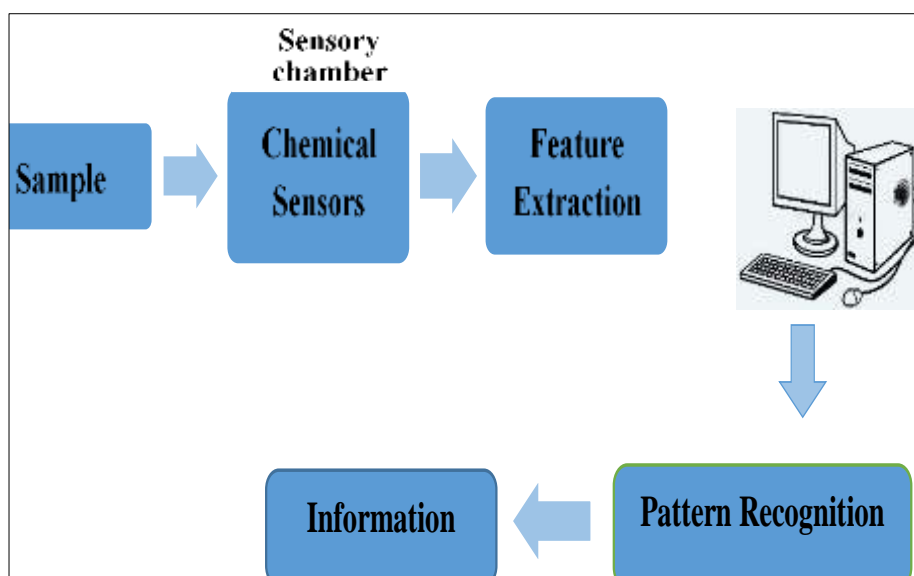 Sensory
chamber
Sample
Chemical
Sensors
Feature
Extraction
Information
Pattern Recognition